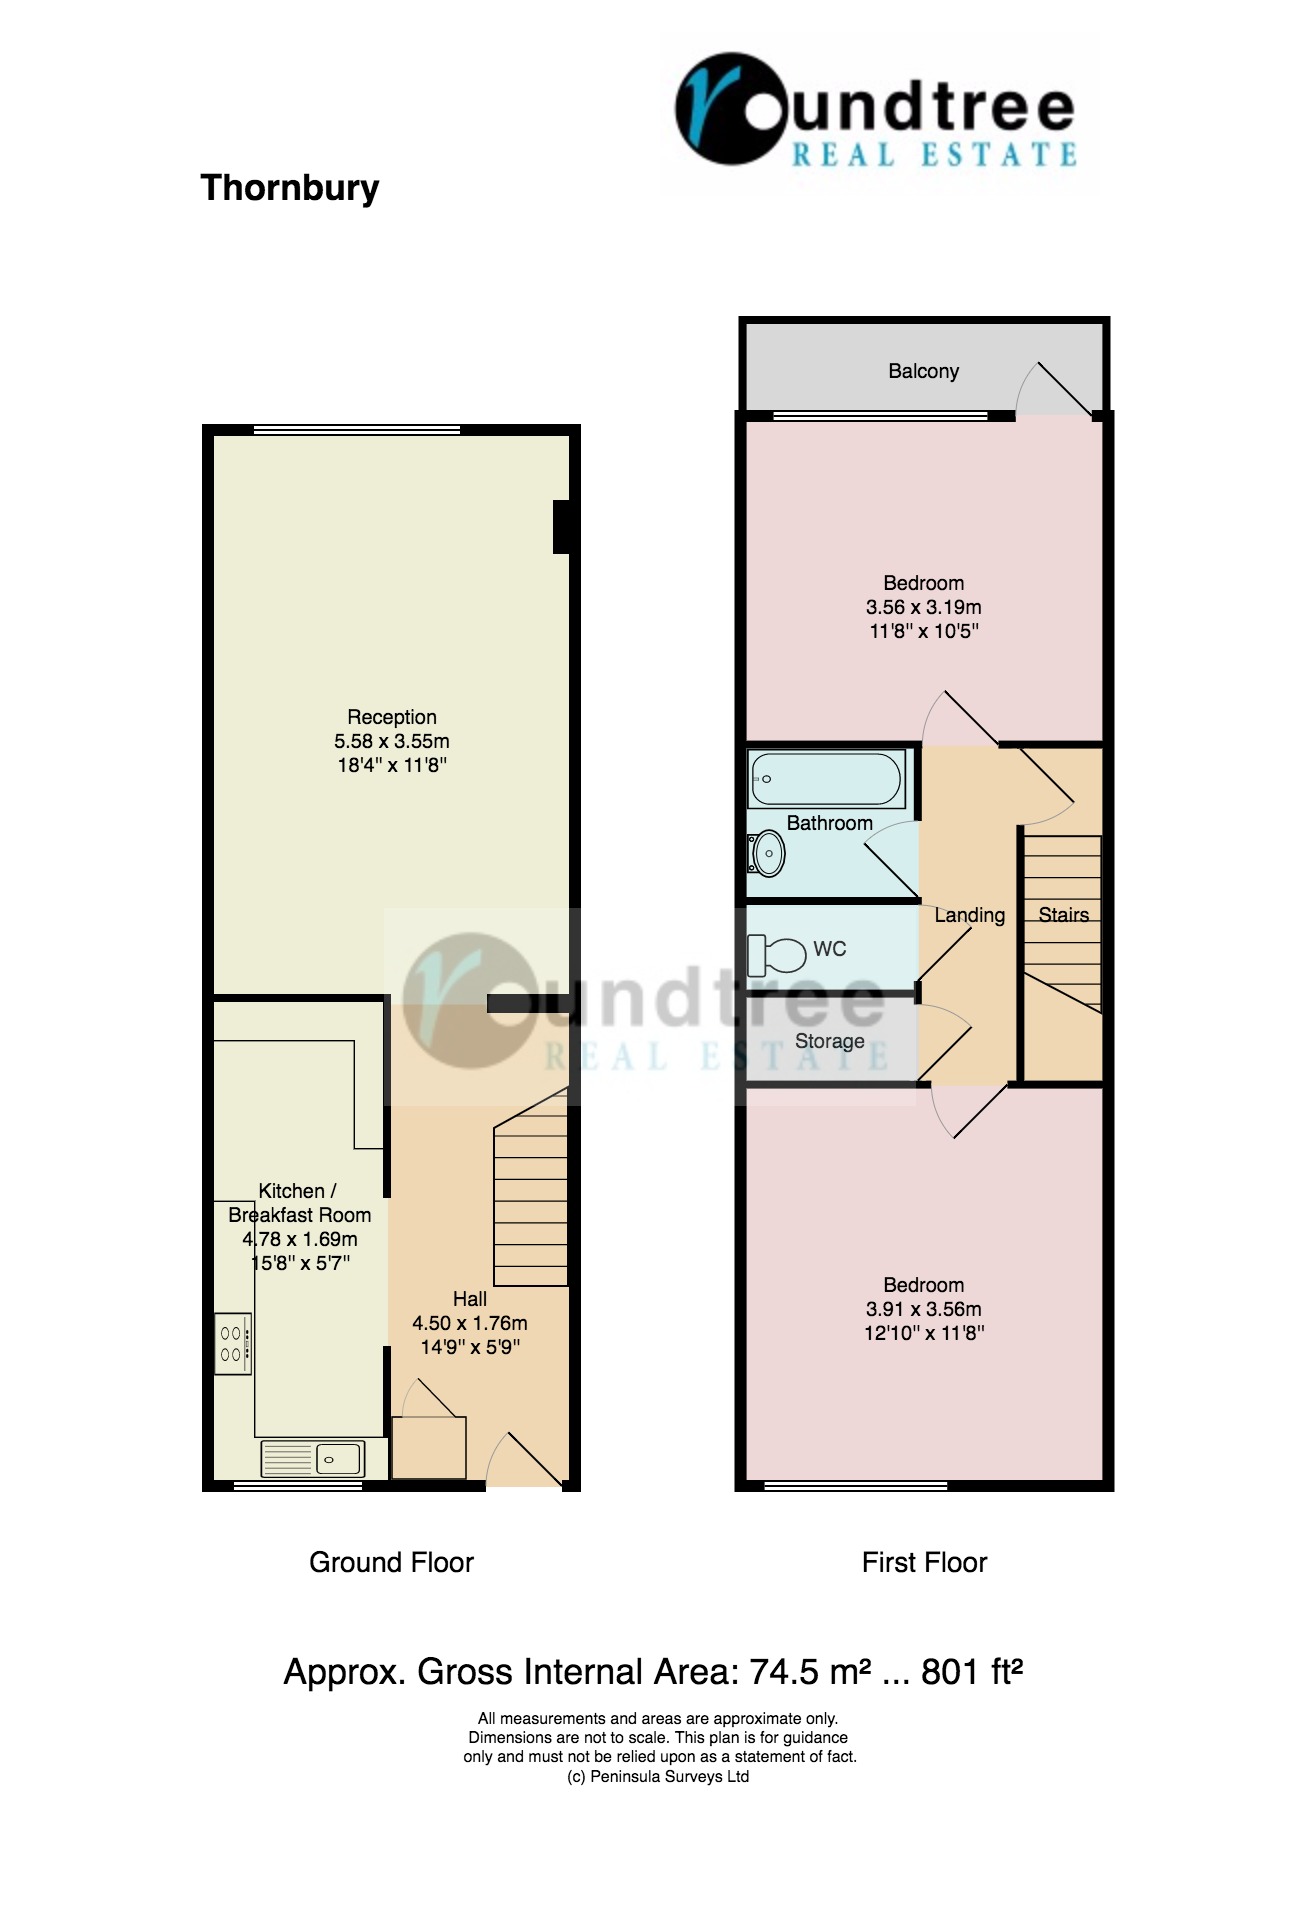 roundtree
REAL ESTATE
Thornbury
Balcony
Bedroom
3.56 x 3.19m
11'8" x 10'5"
Reception
5.58 x 3.55m
18'4" x 11'8"
Bathroom
Landing
Stairs
WC
Storage
roundtree
REAL ESTATE
Kitchen /
Breakfast Room
4.78 x 1.69m
15'8" x 5'7"
Hall
4.50 x 1.76m
14'9" x 5'9"
Bedroom
3.91 x 3.56m
12'10" x 11'8"
Ground Floor
First Floor
Approx. Gross Internal Area: 74.5 m² ... 801 ft²
All measurements and areas are approximate only.
Dimensions are not to scale. This plan is for guidance
only and must not be relied upon as a statement of fact.
(c) Peninsula Surveys Ltd